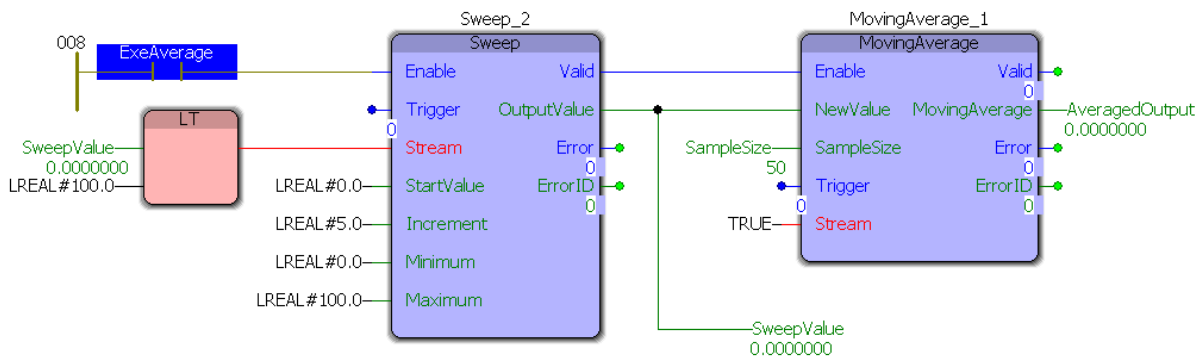 Sweep_2
MovingAverage_1
008
ExeAverage
Sweep
MovingAverage
Enable
Valid
Enable
Valid
0
Trigger
OutputValue
NewValue
MovingAverage
AveragedOutput
0.0000000
0
LT
SweepValue
0.0000000
LREAL#100.0
Stream
Error
0
SampleSize
50
SampleSize
Error
0
LREAL#0.0
StartValue
ErrorID
0
Trigger
0
ErrorID
0
LREAL#5.0
Increment
TRUE
Stream
LREAL#0.0
Minimum
LREAL#100.0
Maximum
SweepValue
0.0000000